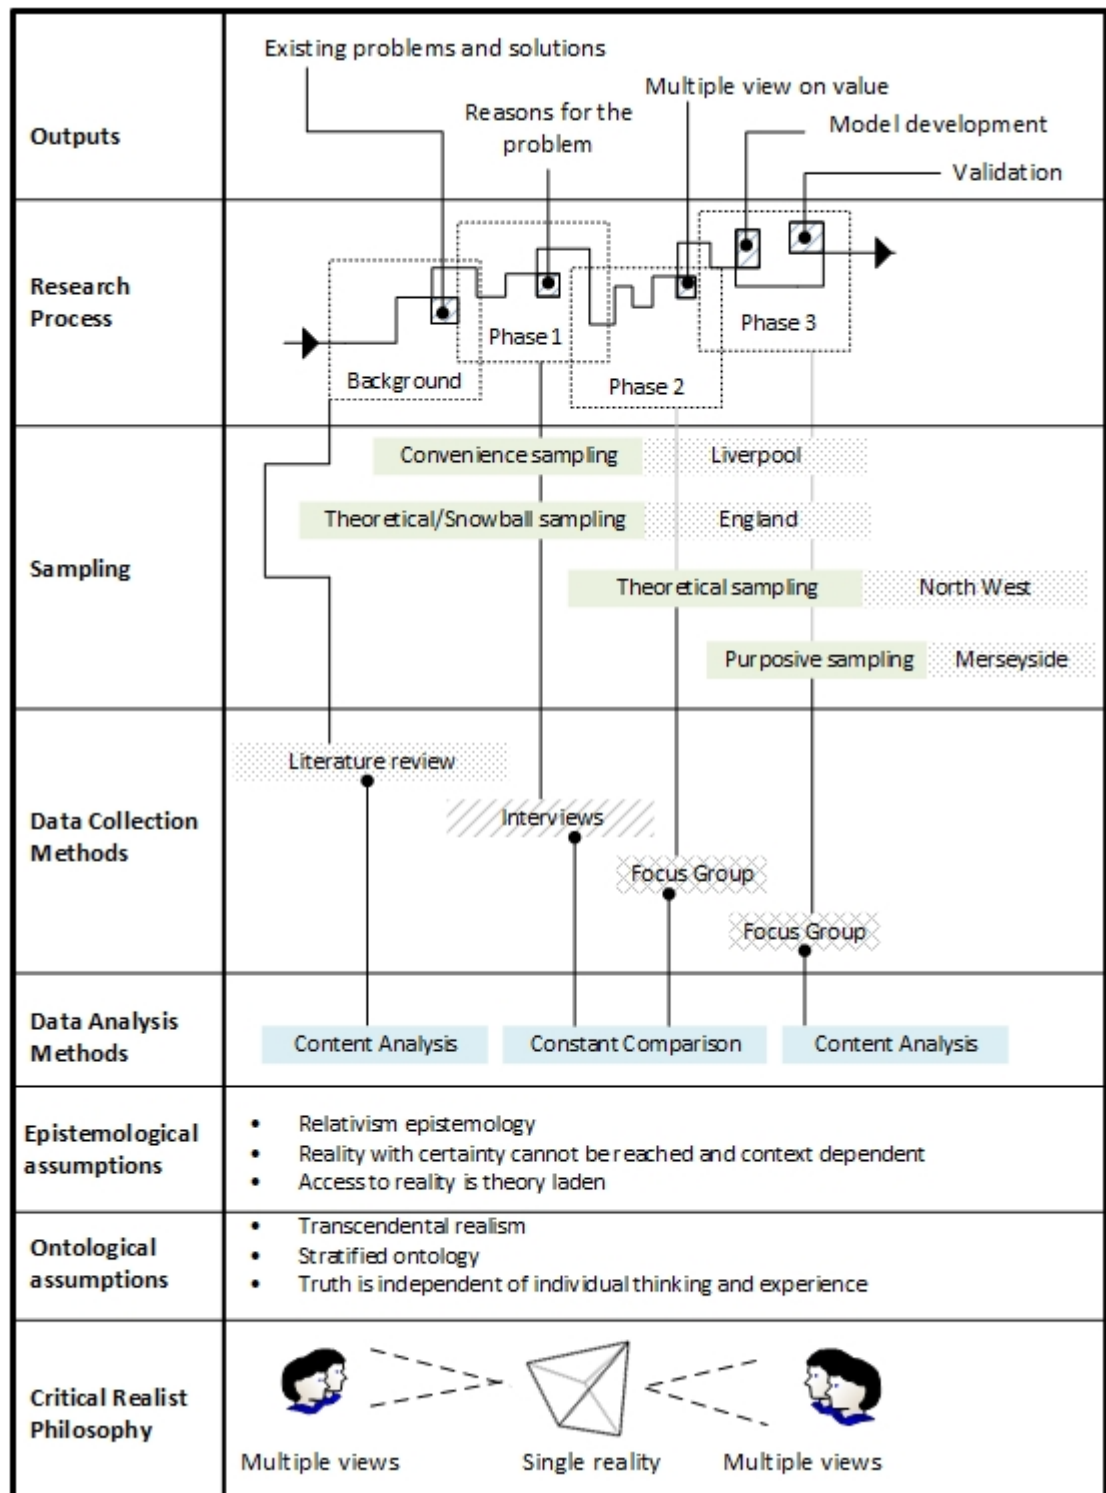 Outputs
Existing problems and solutions
Reasons for the
problem
Multiple view on value
Model development
Validation
Research
Process
Background
Phase 1
Phase 2
Phase 3
Sampling
Convenience sampling
Liverpool
Theoretical/Snowball sampling
England
Theoretical sampling
North West
Purposive sampling
Merseyside
Data Collection
Methods
Literature review
Interviews
Focus Group
Focus Group
Data Analysis
Methods
Content Analysis
Constant Comparison
Content Analysis
Epistemological
assumptions
• Relativism epistemology
• Reality with certainty cannot be reached and context dependent
• Access to reality is theory laden
Ontological
assumptions
• Transcendental realism
• Stratified ontology
• Truth is independent of individual thinking and experience
Critical Realist
Philosophy
Multiple views
Single reality
Multiple views